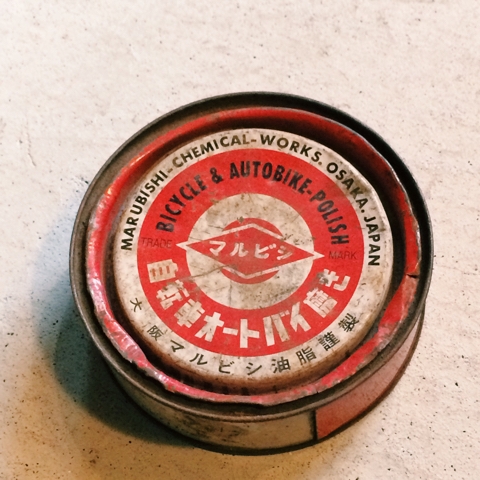 MARUBISHI-CHEMICAL-WORKS. OSAKA. JAPAN
BICYCLE & AUTOBIKE-POLISH
TRADE
マルビシ
MARK
自転車オートバイ磨き
大阪マルビシ油脂謹製